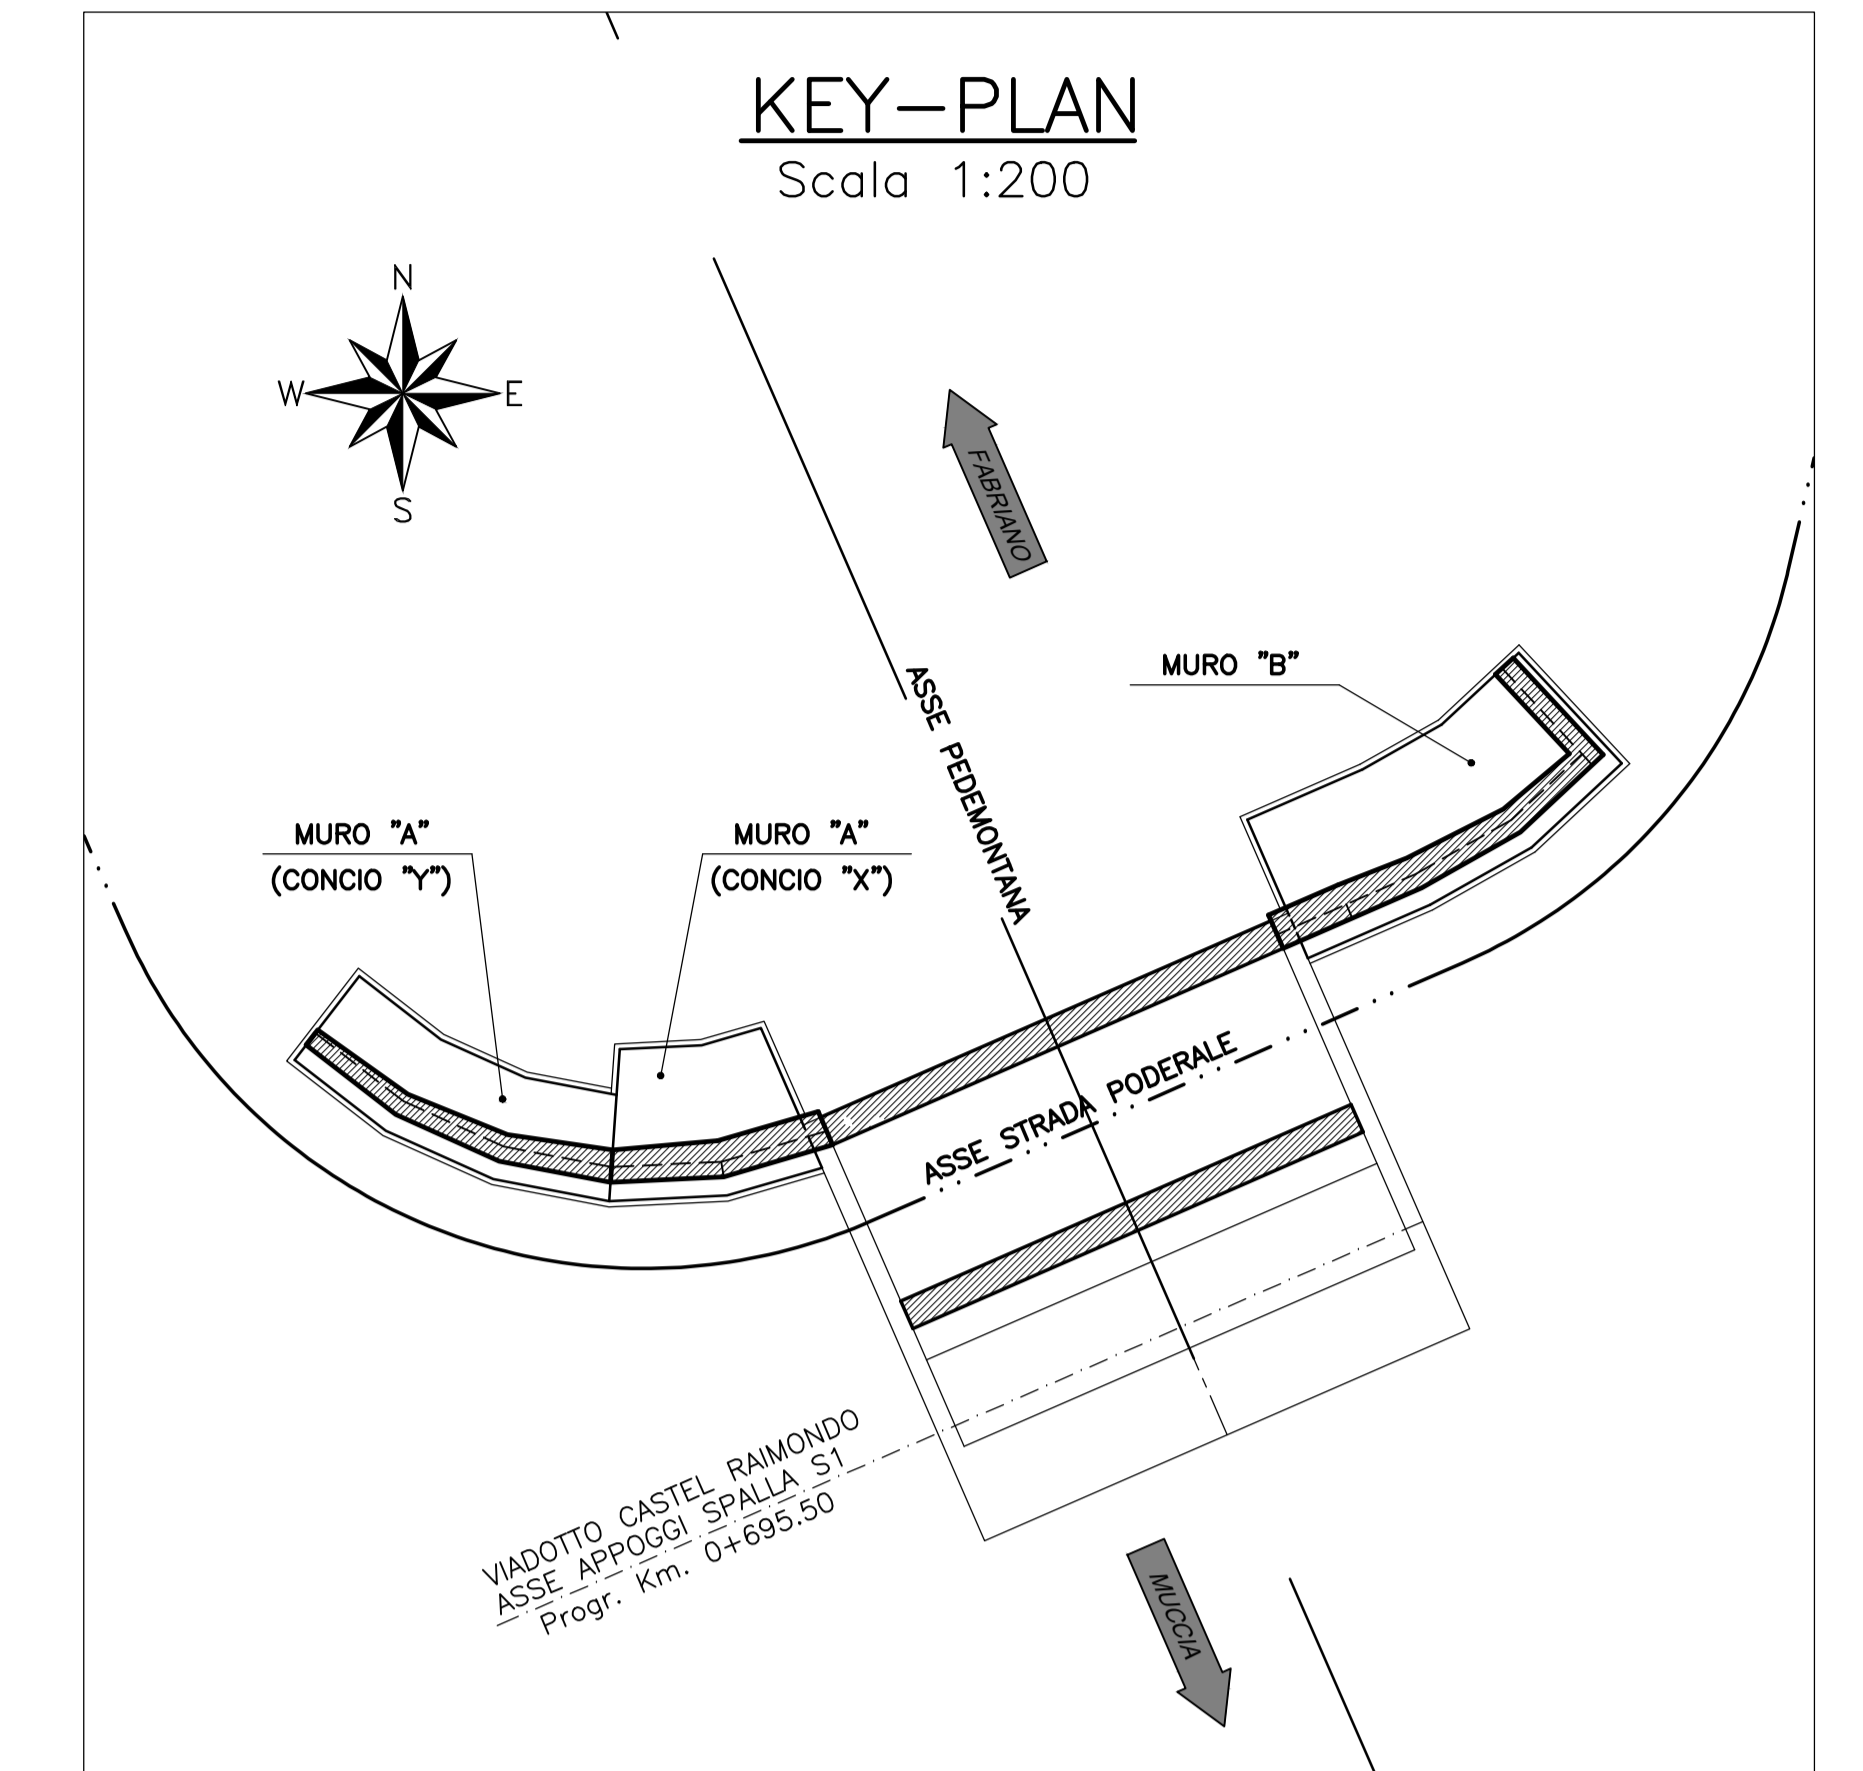 KEY-PLAN
Scala 1:200
N
W
E
S
FABRIANO
ASSE PEDEMONTANA
MURO "B"
MURO "A"
(CONCIO "Y")
MURO "A"
(CONCIO "X")
ASSE STRADA PODERALE
VIADOTTO CASTEL RAIMONDO
ASSE APPOGGI SPALLA S1
Progr. Km. 0+695.50
MUCCIA